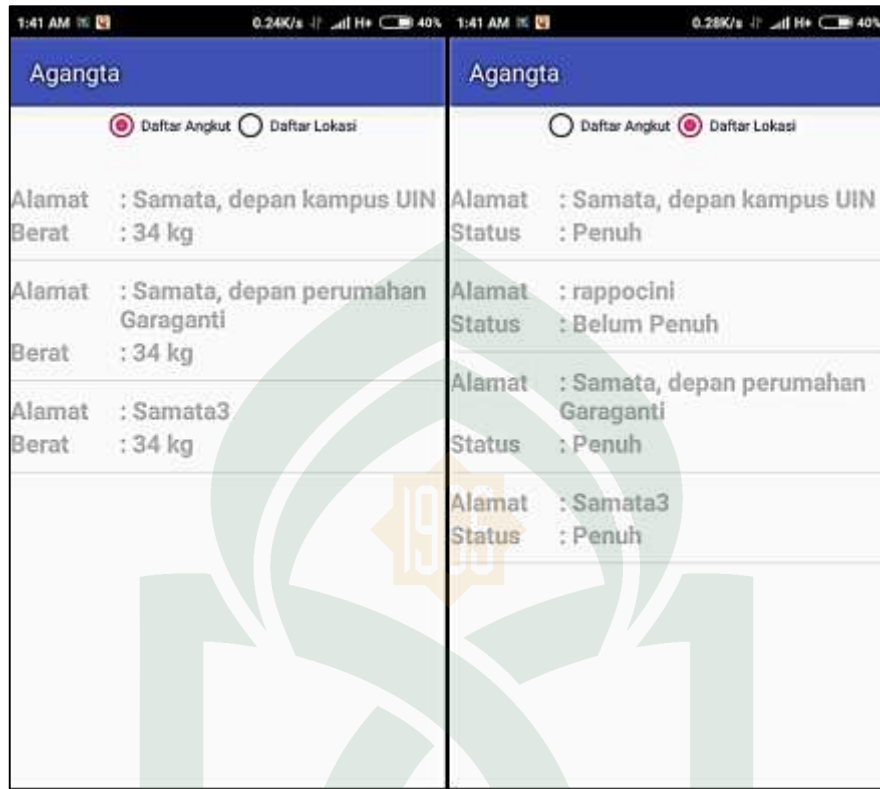 1:41 AM
0.24K/s H+ 40%
Agangta
Daftar Angkut Daftar Lokasi
Alamat : Samata, depan kampus UIN
Berat : 34 kg
Alamat : Samata, depan perumahan
Garaganti
Berat : 34 kg
Alamat : Samata3
Berat : 34 kg
1:41 AM
0.28K/s H+ 40%
Agangta
Daftar Angkut Daftar Lokasi
Alamat : Samata, depan kampus UIN
Status : Penuh
Alamat : rappocini
Status : Belum Penuh
Alamat : Samata, depan perumahan
Garaganti
Status : Penuh
Alamat : Samata3
Status : Penuh
1965